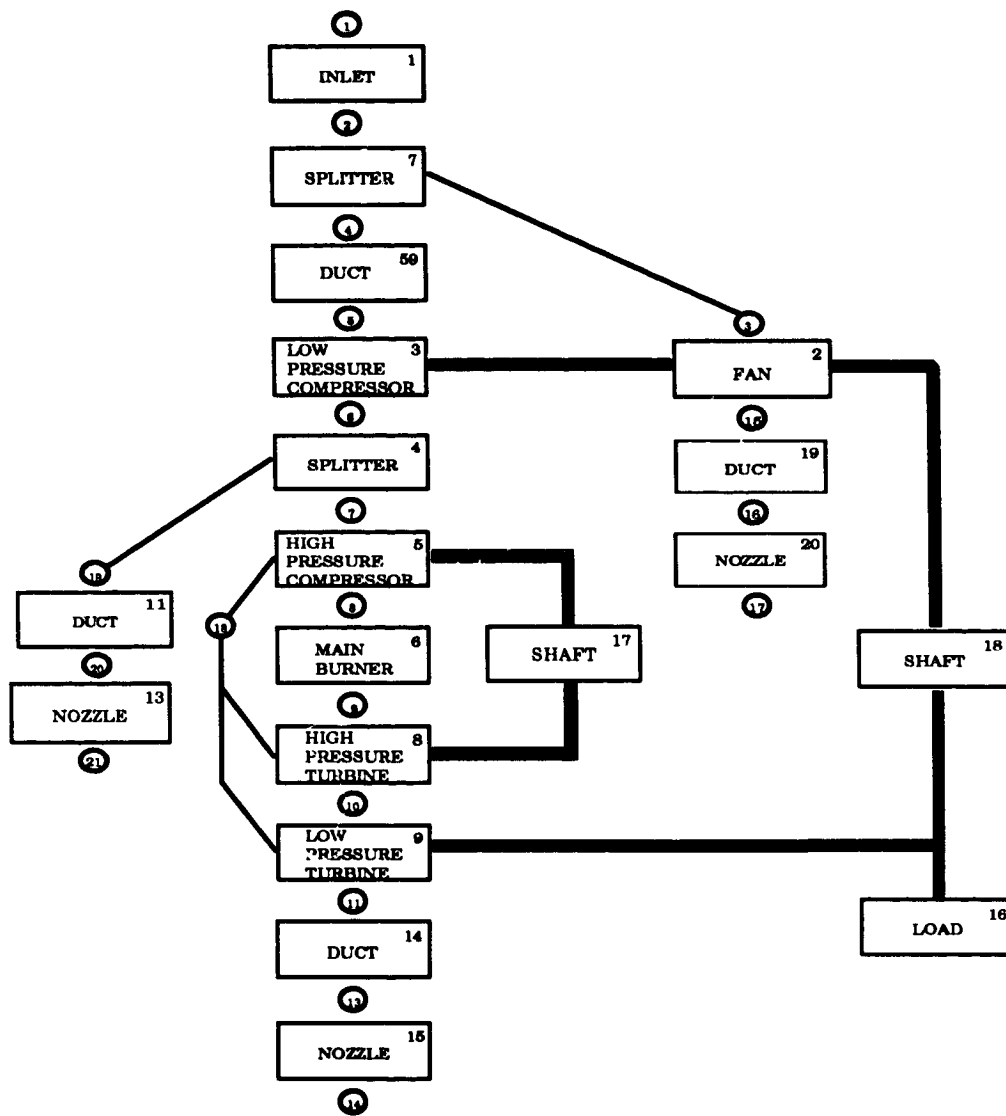 1
1
INLET
2
7
SPLITTER
4
59
DUCT
5
3
3
LOW
PRESSURE
COMPRESSOR
2
FAN
6
15
4
SPLITTER
19
DUCT
7
16
5
HIGH
PRESSURE
COMPRESSOR
20
NOZZLE
8
17
11
DUCT
6
MAIN
BURNER
17
SHAFT
18
SHAFT
20
9
13
NOZZLE
8
HIGH
PRESSURE
TURBINE
21
10
9
LOW
PRESSURE
TURBINE
11
16
LOAD
14
DUCT
13
15
NOZZLE
14